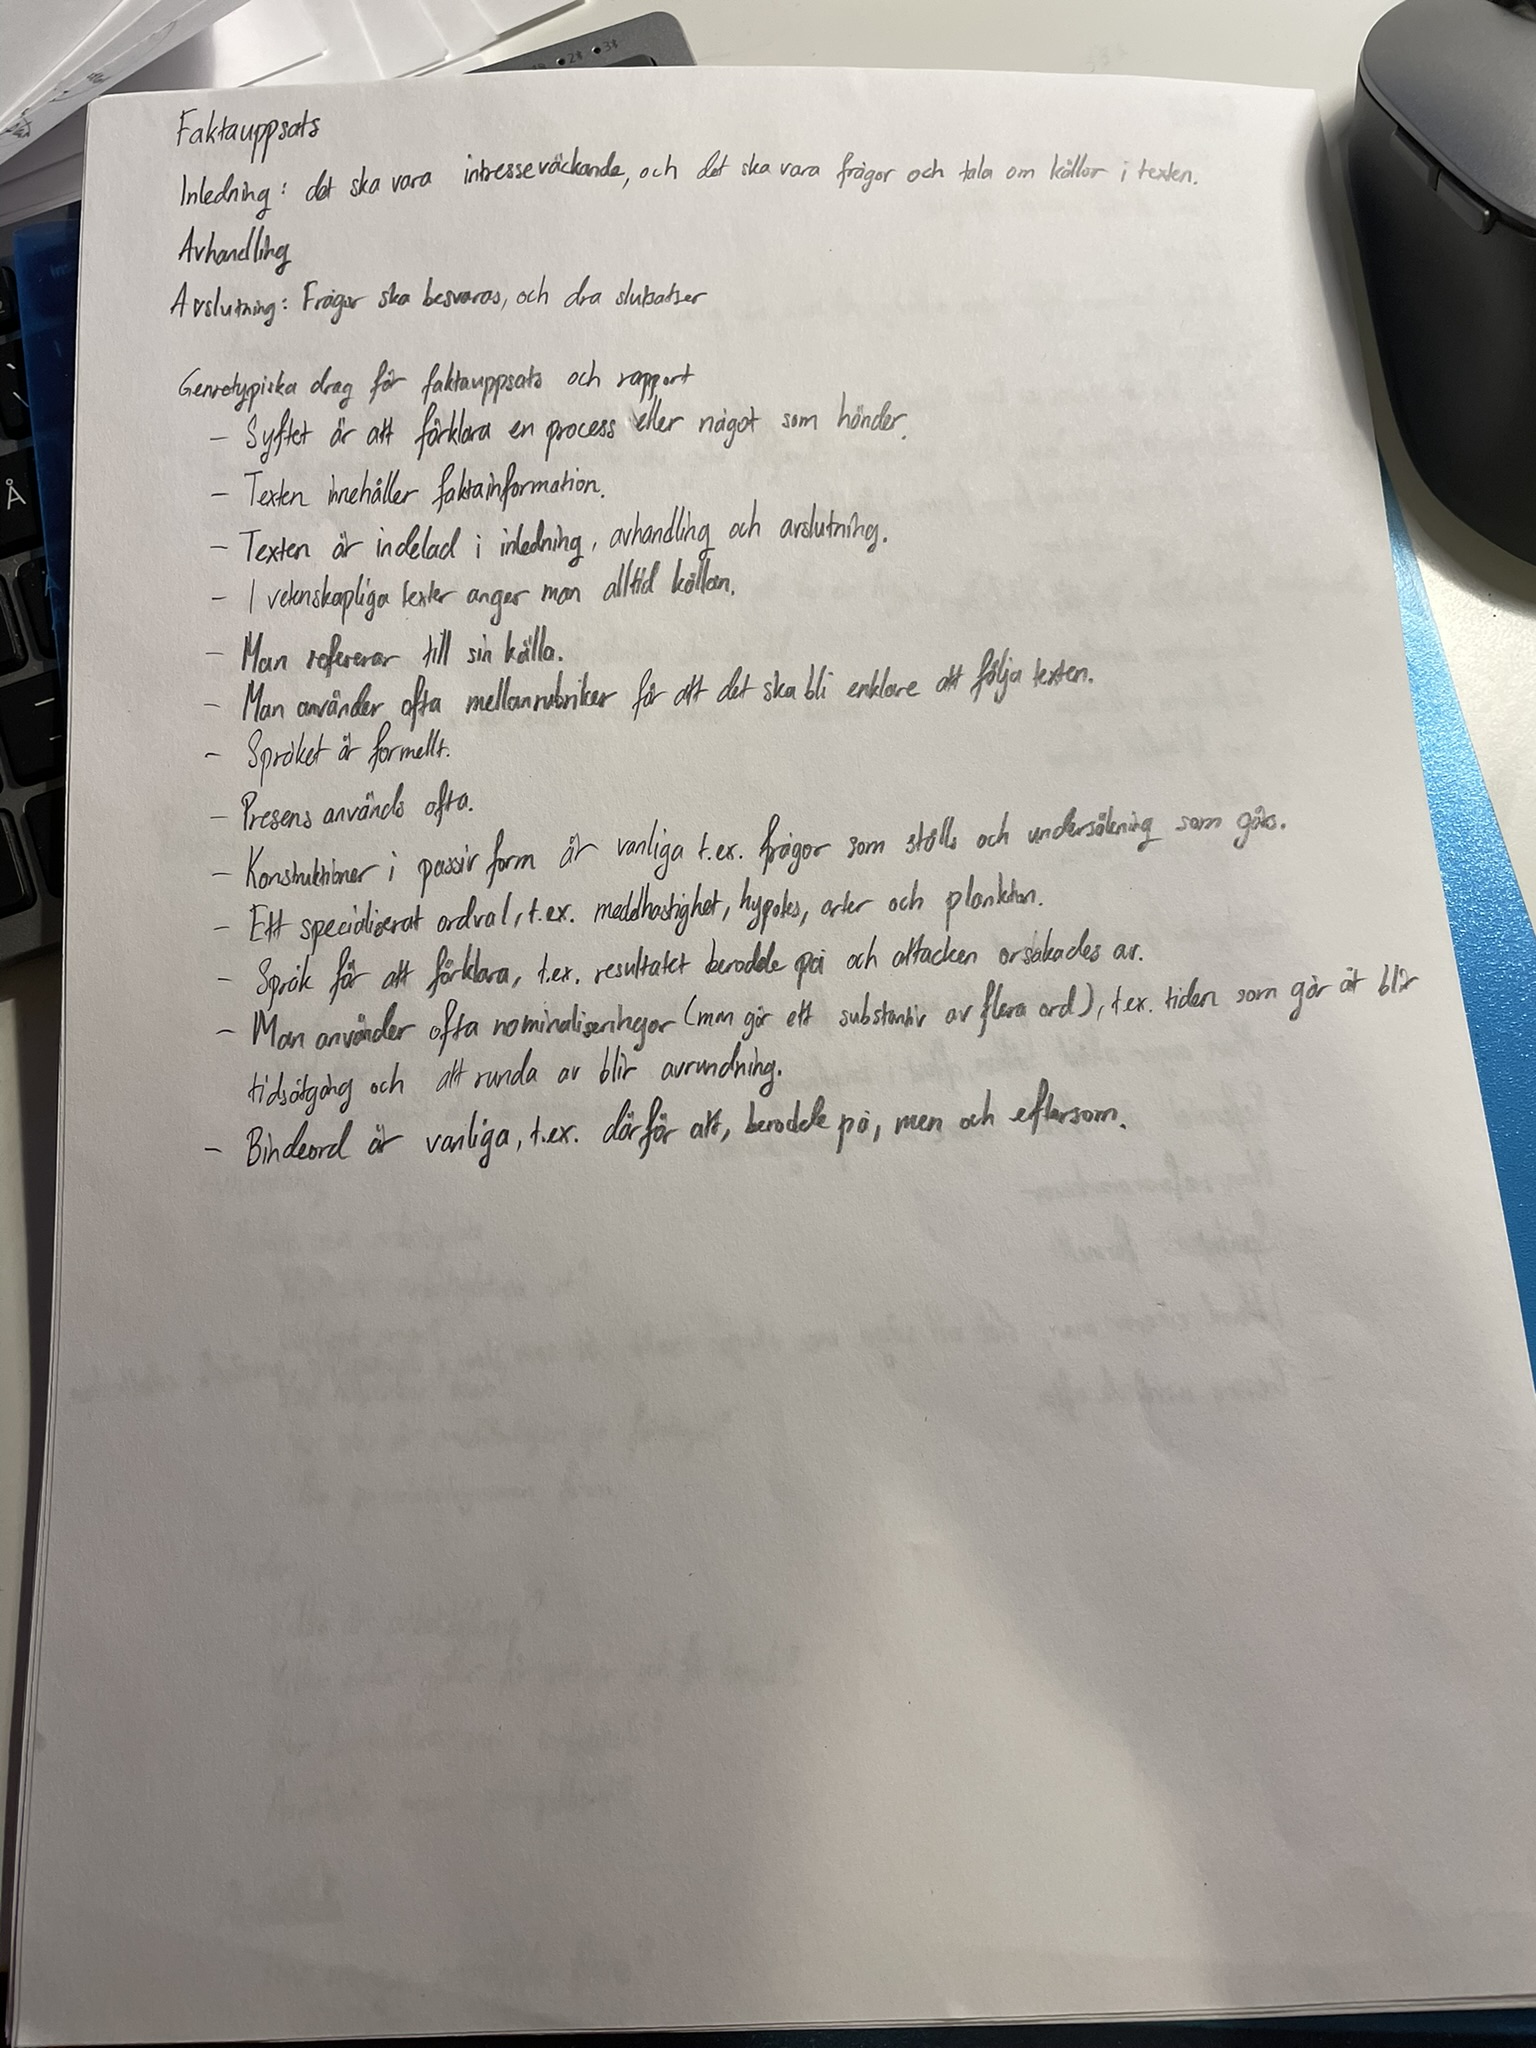 Faktauppsats
Inledning: det ska vara intresseväckande, och det ska vara frågor och tala om källor i texten.
Avhandling
Avslutning: Frågor ska besvaras, och dra slutsatser
Genretypiska drag för faktauppsats och rapport
- Syftet är att förklara en process eller något som händer.
- Texten innehåller faktainformation.
- Texten är indelad i inledning, avhandling och avslutning.
- I vetenskapliga texter anger man alltid källan.
- Man refererar till sin källa.
- Man använder ofta mellanrubriker för att det ska bli enklare att följa texten.
- Språket är formellt.
- Presens används ofta.
- Konstruktioner i passiv form är vanliga t.ex. frågor som ställs och undersökning som görs.
- Ett specialiserat ordval, t.ex. medelhastighet, hypotes, arter och plankton.
- Språk för att förklara, t.ex. resultatet berodde på och attacken orsakades av.
- Man använder ofta nominaliseringar (man gör ett substantiv av flera ord), t.ex. tiden som går åt blir
tidsåtgång och att runda av blir avrundning.
- Bindeord är vanliga, t.ex. därför att, berodde på, men och eftersom.